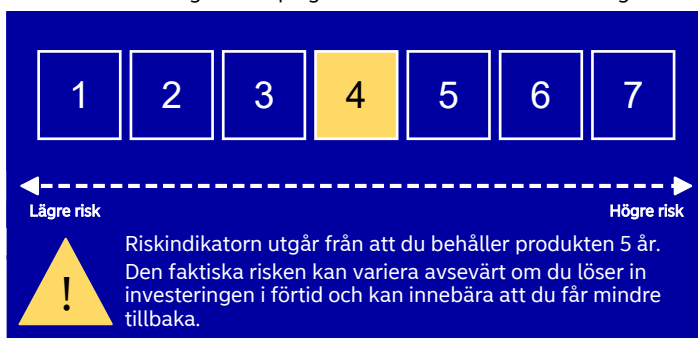 1 2 3 4 5 6 7
Lägre risk Högre risk
Riskindikatorn utgår från att du behåller produkten 5 år.
Den faktiska risken kan variera avsevärt om du löser in
! investeringen i förtid och kan innebära att du får mindre
tillbaka.